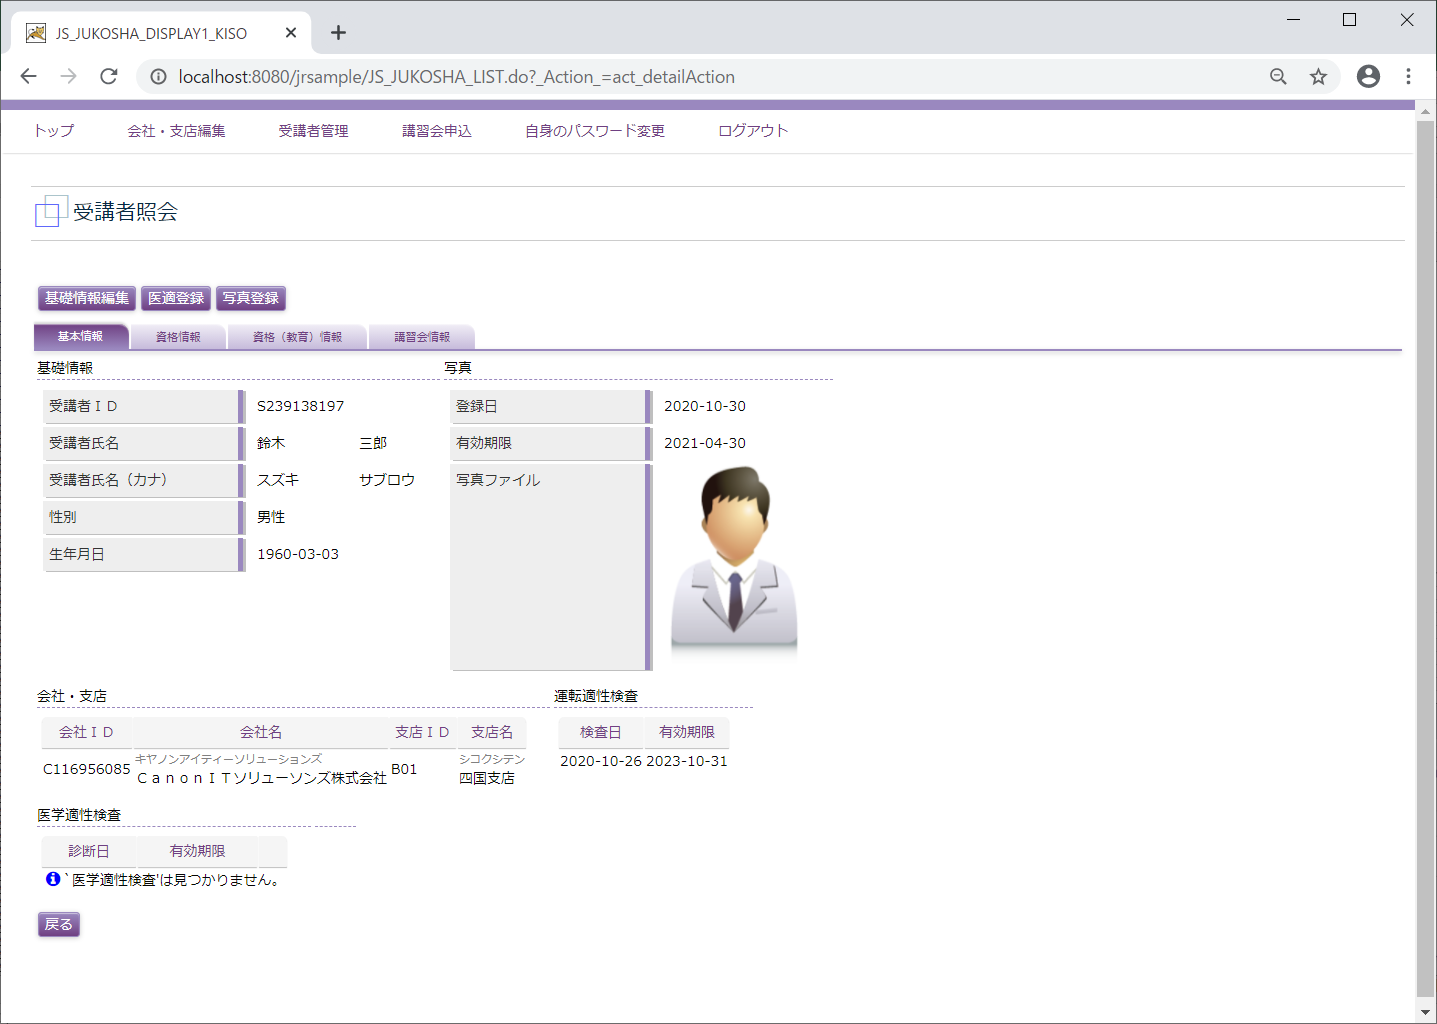 JS_JUKOSHA_DISPLAY1_KISO
localhost:8080/jrsample/JS_JUKOSHA_LIST.do?_Action_=act_detailAction
トップ 会社・支店編集 受講者管理 講習会申込 自身のパスワード変更 ログアウト
受講者照会
基礎情報編集 医適登録 写真登録
基本情報 資格情報 資格（教育）情報 講習会情報
基礎情報 写真
受講者ＩＤ S239138197 登録日 2020-10-30
受講者氏名 鈴木 三郎 有効期限 2021-04-30
受講者氏名（カナ） スズキ サブロウ 写真ファイル
性別 男性
生年月日 1960-03-03
会社・支店 運転適性検査
会社ＩＤ 会社名 支店ＩＤ 支店名 検査日 有効期限
キヤノンアイティーソリューションズ シコクシテン
C116956085 ＣａｎｏｎＩＴソリューソンズ株式会社 B01 四国支店 2020-10-26 2023-10-31
医学適性検査
診断日 有効期限
`医学適性検査'は見つかりません。
戻る